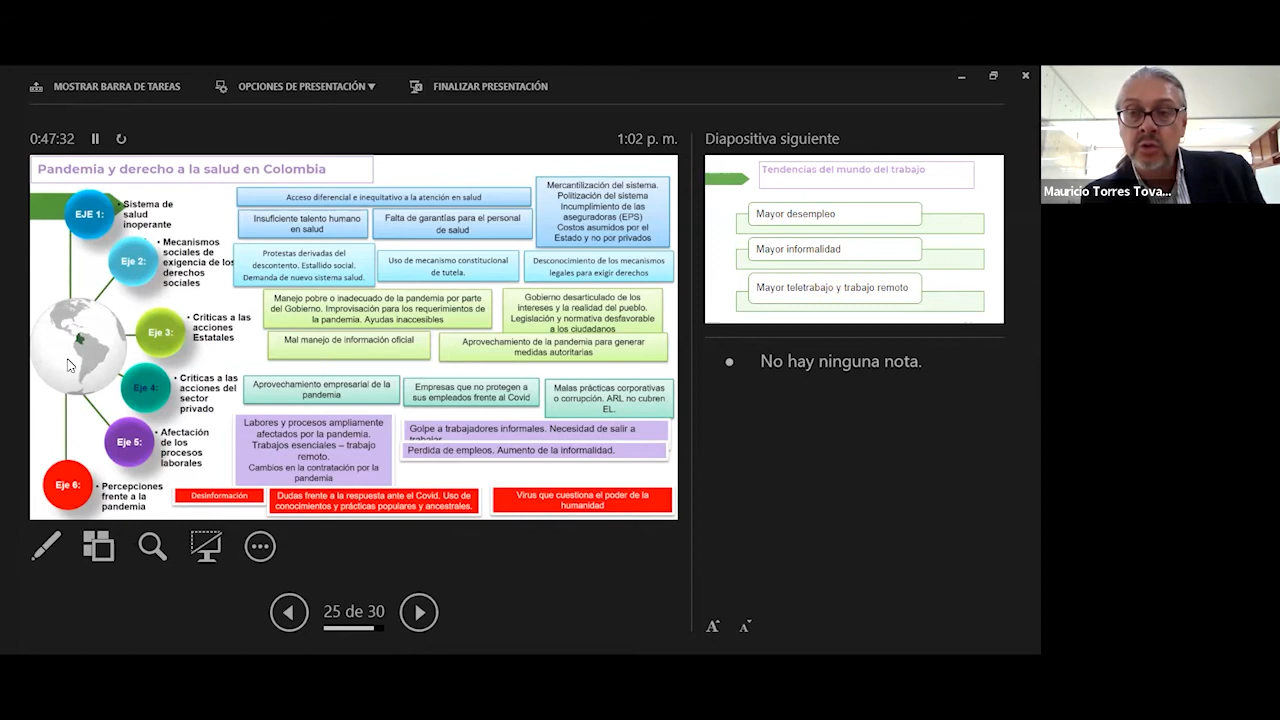 MOSTRAR BARRA DE TAREAS
OPCIONES DE PRESENTACIÓN ▼
FINALIZAR PRESENTACIÓN
0:47:32
1:02 p. m.
Pandemia y derecho a la salud en Colombia
EJE 1:
• Sistema de
salud
inoperante
Acceso diferencial e inequitativo a la atención en salud
Insuficiente talento humano
en salud
Falta de garantías para el personal
de salud
Mercantilización del sistema.
Politización del sistema
Incumplimiento de las
aseguradoras (EPS)
Costos asumidos por el
Estado y no por privados
Eje 2:
• Mecanismos
sociales de
exigencia de
derechos
sociales
los
Protestas derivadas del
descontento. Estallido social.
Demanda de nuevo sistema salud.
Uso de mecanismo constitucional
de tutela.
Desconocimiento de los mecanismos
legales para exigir derechos
Eje 3:
• Críticas a las
acciones
Estatales
Manejo pobre o inadecuado de la pandemia por parte
del Gobierno. Improvisación para los requerimientos de
la pandemia. Ayudas inaccesibles
Gobierno desarticulado de los
intereses y la realidad del pueblo.
Legislación y normativa desfavorable
a los ciudadanos
Mal manejo de información oficial
Aprovechamiento de la pandemia para generar
medidas autoritarias
Eje 4:
• Críticas a las
acciones del
sector
privado
Aprovechamiento empresarial de la
pandemia
Empresas que no protegen a
sus empleados frente al Covid
Malas prácticas corporativas
o corrupción. ARL no cubren
EL.
Eje 5:
• Afectación
de los
procesos
laborales
Labores y procesos ampliamente
afectados por la pandemia.
Trabajos esenciales – trabajo
remoto.
Cambios en la contratación por la
pandemia
Golpe a trabajadores informales. Necesidad de salir a
trabajar
Perdida de empleos. Aumento de la informalidad.
Eje 6:
• Percepciones
frente a la
pandemia
Desinformación
Dudas frente a la respuesta ante el Covid. Uso de
conocimientos y prácticas populares y ancestrales.
Virus que cuestiona el poder de la
humanidad
25 de 30
Diapositiva siguiente
Tendencias del mundo del trabajo
Mayor desempleo
Mayor informalidad
Mayor teletrabajo y trabajo remoto
• No hay ninguna nota.
A A
Mauricio Torres Tova...